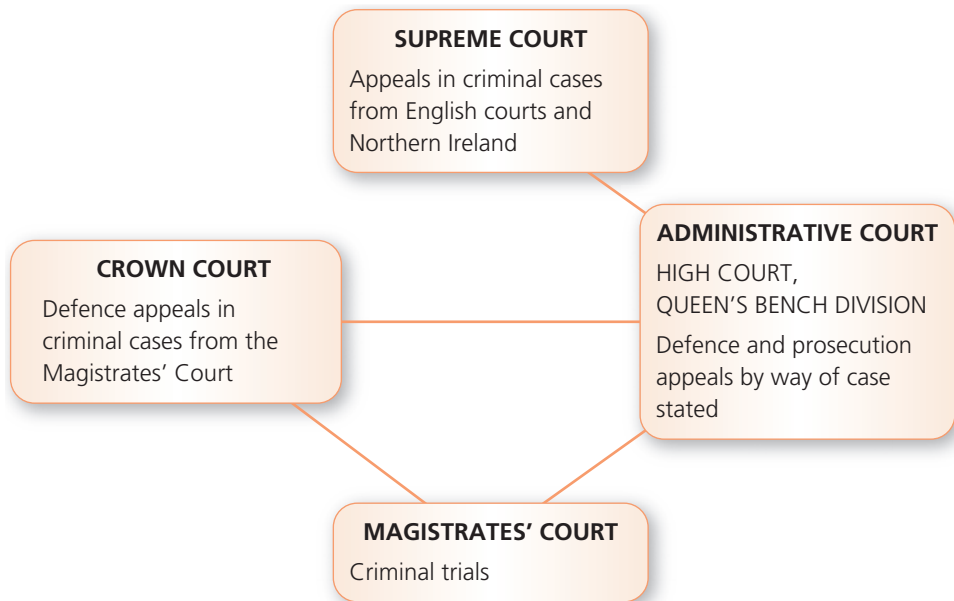 SUPREME COURT
Appeals in criminal cases
from English courts and
Northern Ireland
ADMINISTRATIVE COURT
HIGH COURT,
QUEEN’S BENCH DIVISION
Defence and prosecution
appeals by way of case
stated
CROWN COURT
Defence appeals in
criminal cases from the
Magistrates’ Court
MAGISTRATES’ COURT
Criminal trials